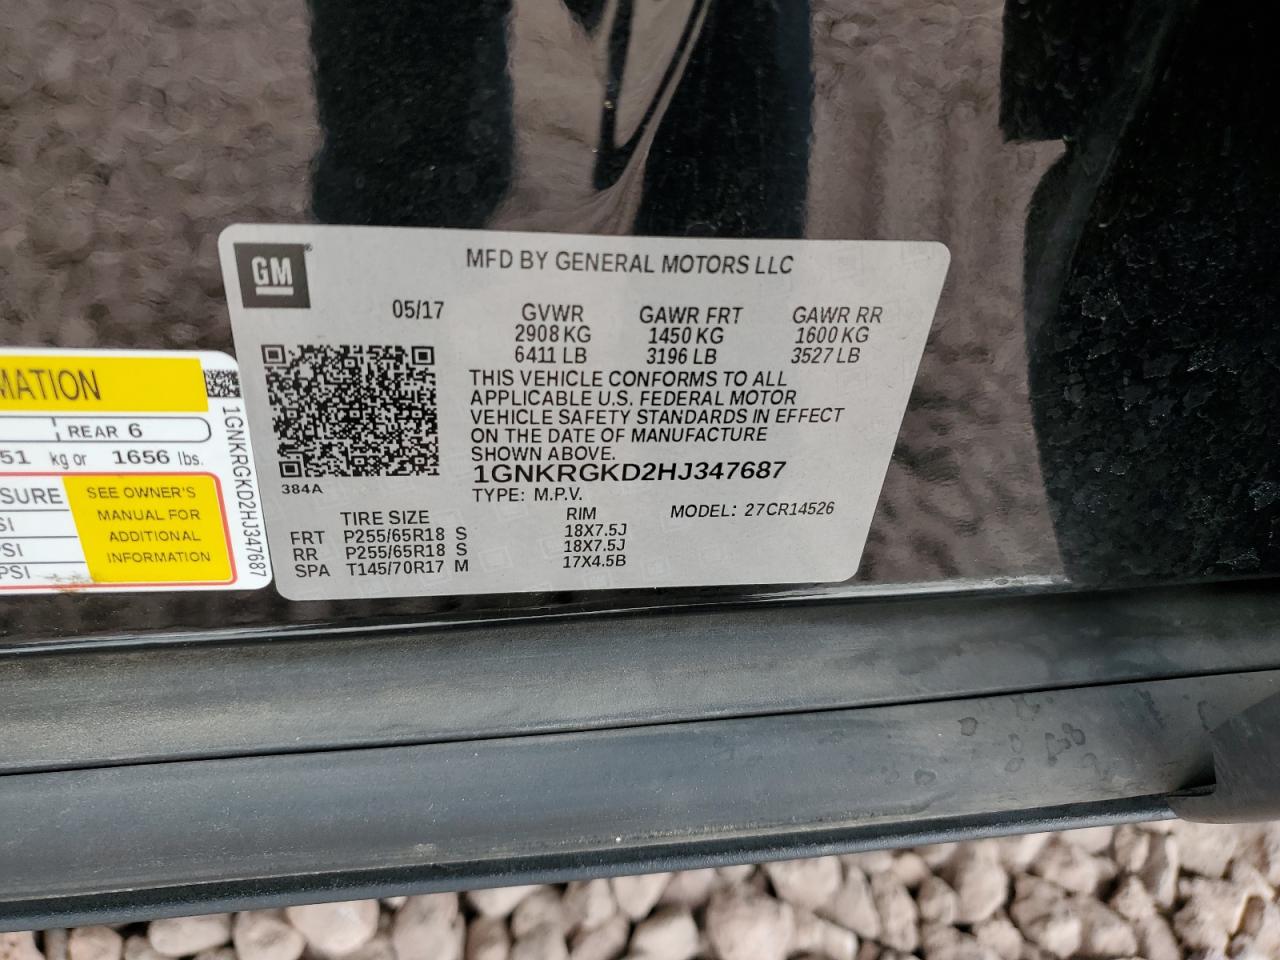 GM
MFD BY GENERAL MOTORS LLC
05/17
GVWR GAWR FRT GAWR RR
2908 KG 1450 KG 1600 KG
6411 LB 3196 LB 3527 LB
THIS VEHICLE CONFORMS TO ALL
APPLICABLE U.S. FEDERAL MOTOR
VEHICLE SAFETY STANDARDS IN EFFECT
ON THE DATE OF MANUFACTURE
SHOWN ABOVE.
1GNKRGKD2HJ347687
384A
TYPE: M.P.V.
TIRE SIZE RIM MODEL: 27CR14526
FRT P255/65R18 S 18X7.5J
RR P255/65R18 S 18X7.5J
SPA T145/70R17 M 17X4.5B
MATION
REAR 6
51 kg or 1656 lbs.
SSURE
SI
PSI
PSI
SEE OWNER'S
MANUAL FOR
ADDITIONAL
INFORMATION
1GNKRGKD2HJ347687